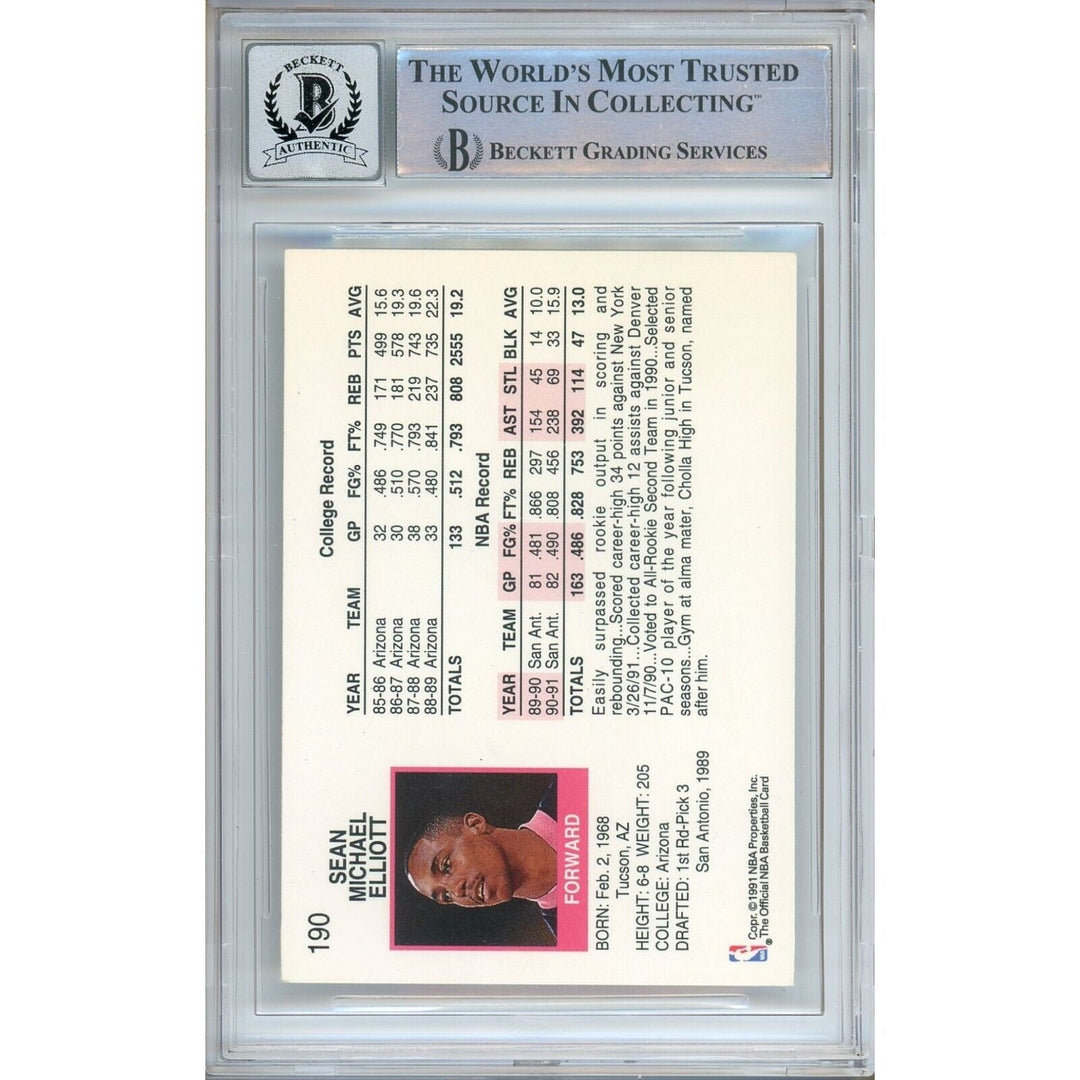 BECKETT
B
AUTHENTIC
THE WORLD'S MOST TRUSTED
SOURCE IN COLLECTING™
B BECKETT GRADING SERVICES
190
SEAN
MICHAEL
ELLIOTT
FORWARD
BORN: Feb. 2, 1968
Tucson, AZ
HEIGHT: 6-8 WEIGHT: 205
COLLEGE: Arizona
DRAFTED: 1st Rd-Pick 3
San Antonio, 1989
NBA
Copr. ©1991 NBA Properties, Inc.
® The Official NBA Basketball Card
College Record
YEAR TEAM GP FG% FT% REB PTS AVG
85-86 Arizona 32 .486 .749 171 499 15.6
86-87 Arizona 30 .510 .770 181 578 19.3
87-88 Arizona 38 .570 .793 219 743 19.6
88-89 Arizona 33 .480 .841 237 735 22.3
TOTALS 133 .512 .793 808 2555 19.2
NBA Record
YEAR TEAM GP FG% FT% REB AST STL BLK AVG
89-90 San Ant. 81 .481 .866 297 154 45 14 10.0
90-91 San Ant. 82 .490 .808 456 238 69 33 15.9
TOTALS 163 .486 .828 753 392 114 47 13.0
Easily surpassed rookie output in scoring and
rebounding...Scored career-high 34 points against New York
3/26/91...Collected career-high 12 assists against Denver
11/7/90...Voted to All-Rookie Second Team in 1990...Selected
PAC-10 player of the year following junior and senior
seasons...Gym at alma mater, Cholla High in Tucson, named
after him.